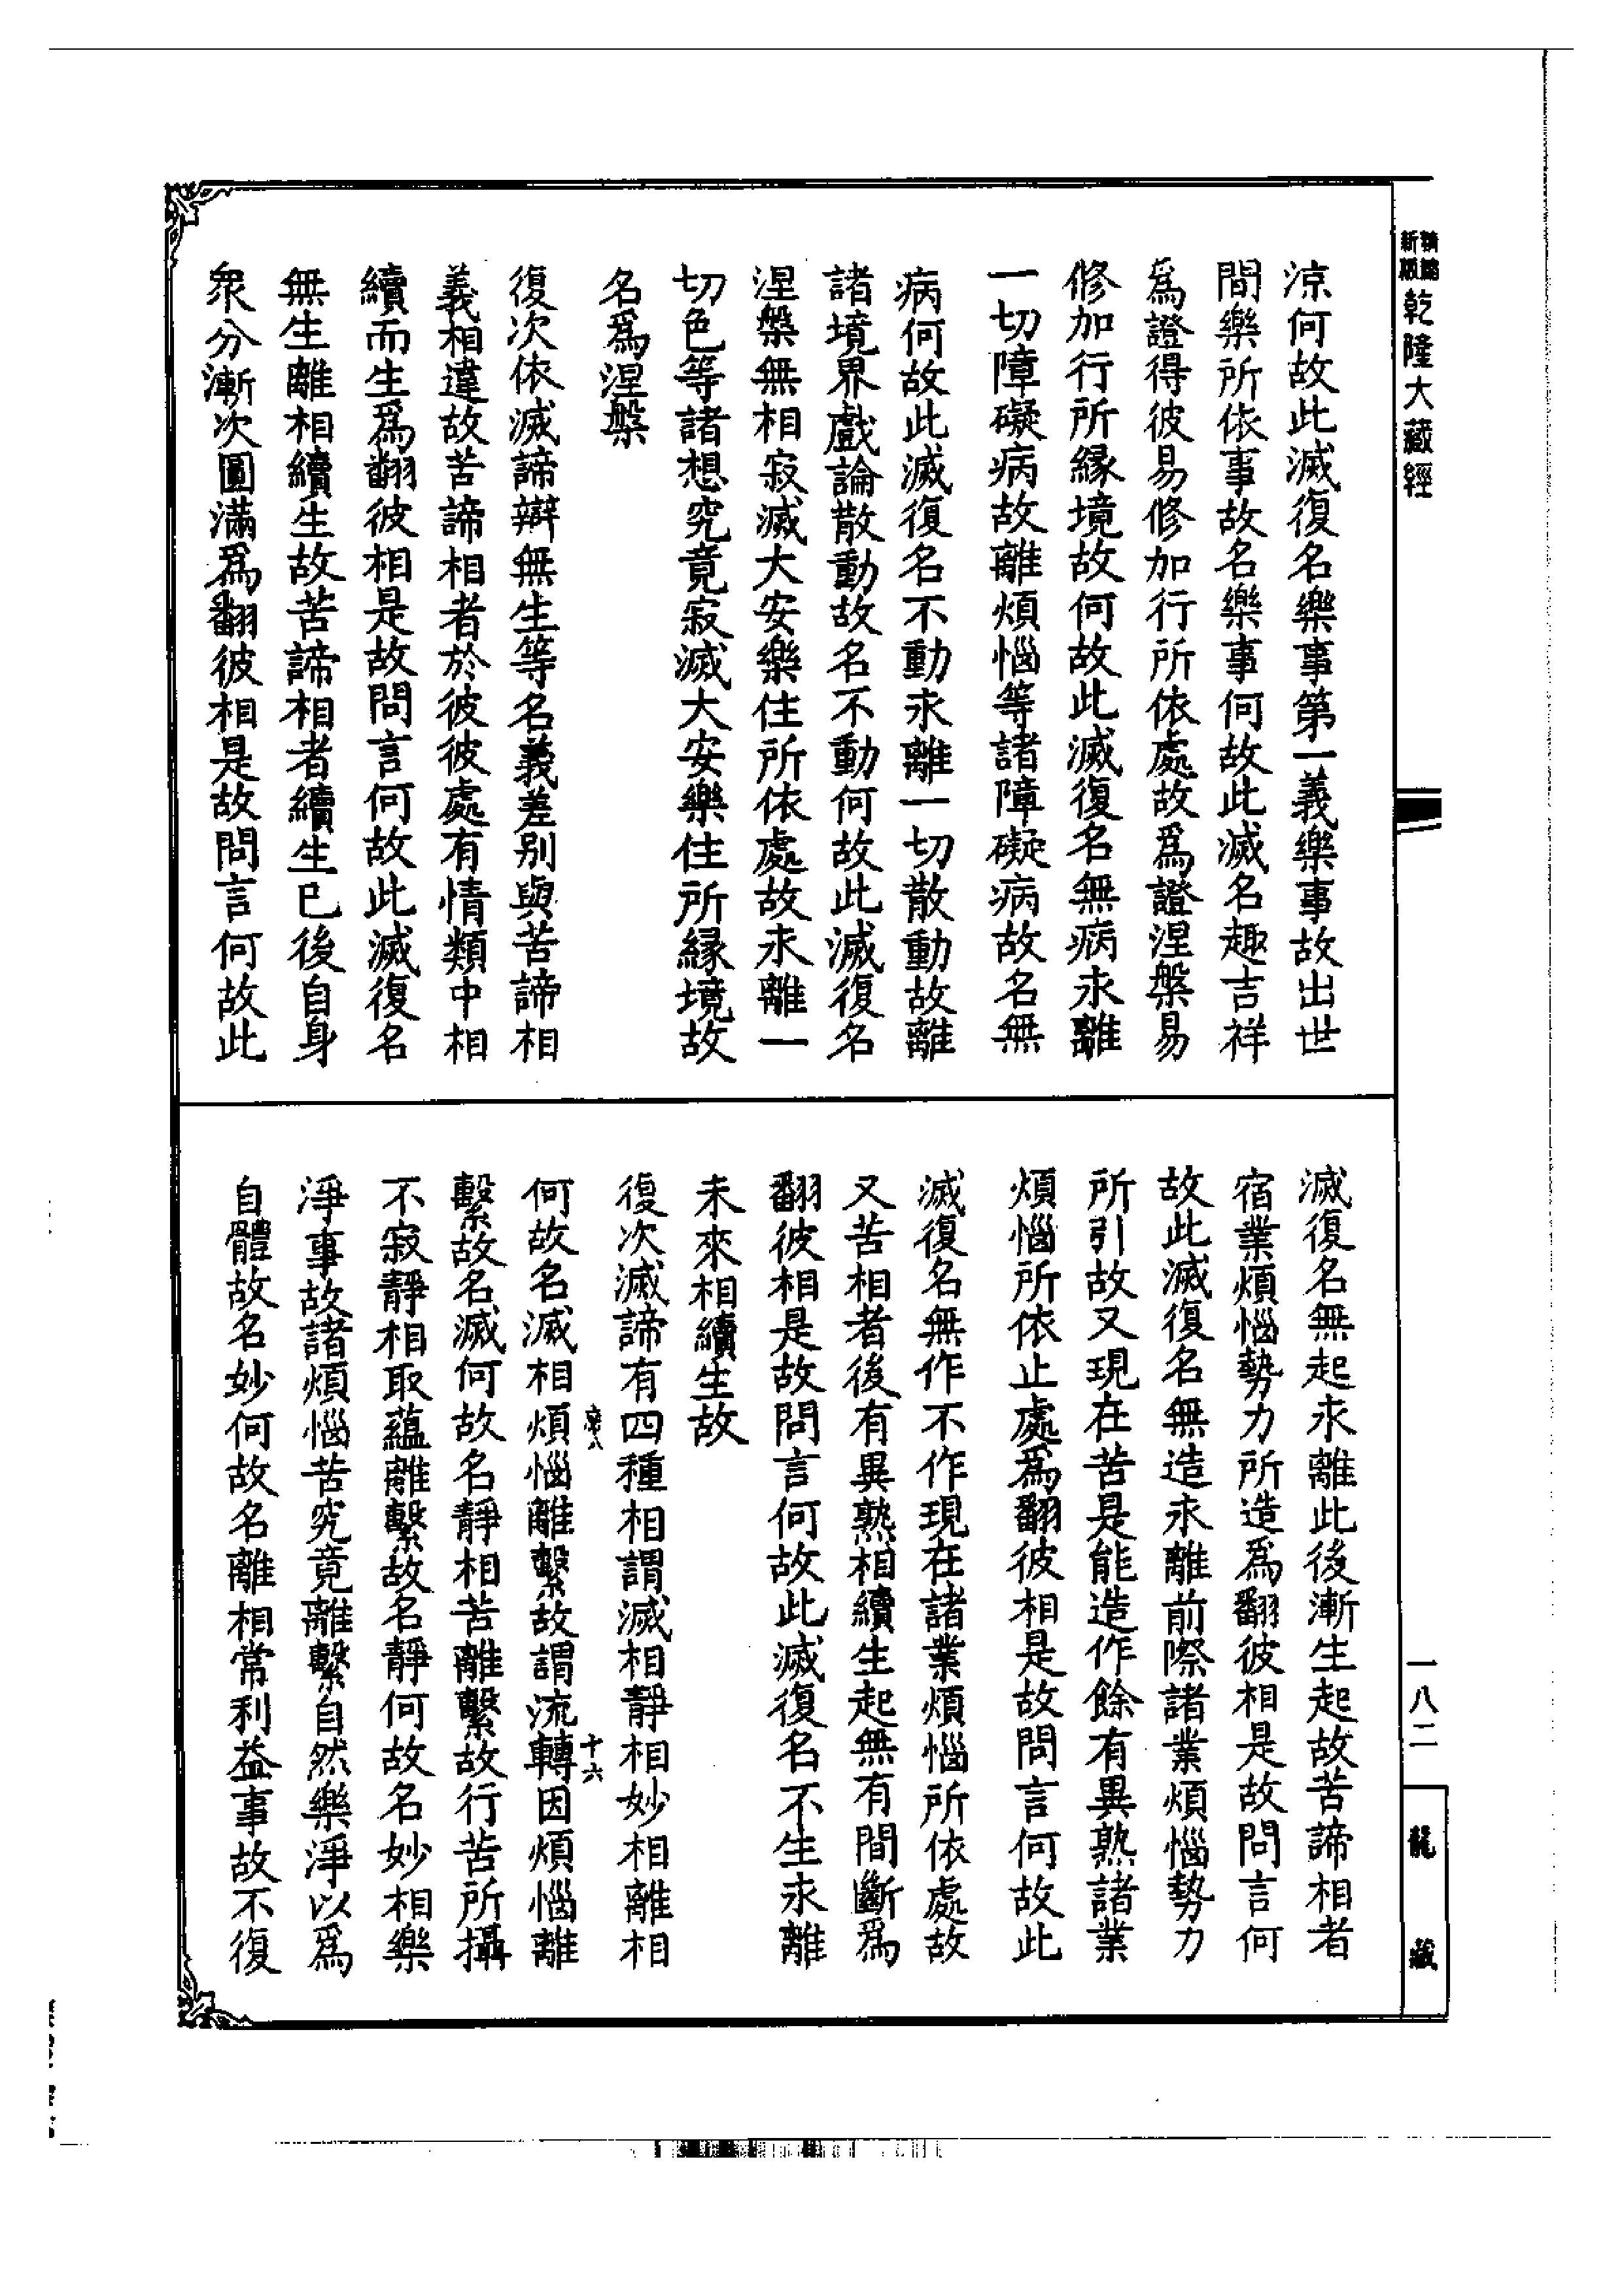 新版
精縮
乾隆大藏經
涼何故此滅復名樂事第一義樂事故出世
間樂所依事故名樂事何故此滅名趣吉祥
爲證得彼易修加行所依處故爲證涅槃易
修加行所緣境故何故此滅復名無病永離
一切障礙病故離煩惱等諸障礙病故名無
病何故此滅復名不動永離一切散動故離
諸境界戲論散動故名不動何故此滅復名
涅槃無相寂滅大安樂住所依處故永離一
切色等諸想究竟寂滅大安樂住所緣境故
名爲涅槃
復次依滅諦辯無生等名義差別與苦諦相
義相違故苦諦相者於彼彼處有情類中相
續而生爲翻彼相是故問言何故此滅復名
無生離相續生故苦諦相者續生已後自身
衆分漸次圓滿爲翻彼相是故問言何故此
滅復名無起永離此後漸生起故苦諦相者
宿業煩惱勢力所造爲翻彼相是故問言何
故此滅復名無造永離前際諸業煩惱勢力
所引故又現在苦是能造作餘有異熟諸業
煩惱所依止處爲翻彼相是故問言何故此
滅復名無作不作現在諸業煩惱所依處故
又苦相者後有異熟相續生起無有間斷爲
翻彼相是故問言何故此滅復名不生永離
未來相續生故
復次滅諦有四種相謂滅相靜相妙相離相
何故名滅相煩惱離繫故謂流轉因煩惱離
繫故名滅何故名靜相苦離繫故行苦所攝
不寂靜相取蘊離繫故名靜何故名妙相樂
淨事故諸煩惱苦究竟離繫自然樂淨以爲
自體故名妙何故名離相常利益事故不復
十六
一八二
龍藏